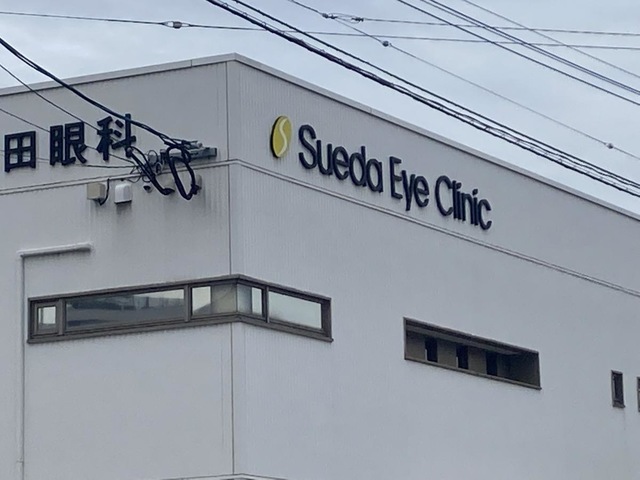 田眼科
Sueda Eye Clinic